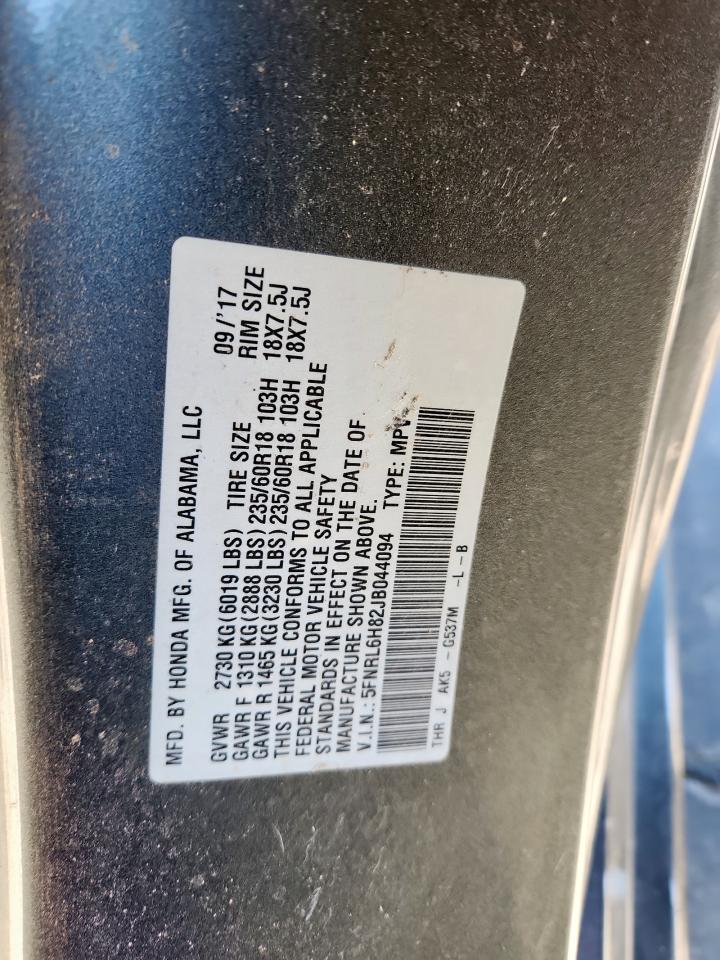 MFD. BY HONDA MFG. OF ALABAMA, LLC
GVWR 2730 KG (6019 LBS) TIRE SIZE 09/'17 RIM SIZE
GAWR F 1310 KG (2888 LBS) 235/60R18 103H 18X7.5J
GAWR R 1465 KG (3230 LBS) 235/60R18 103H 18X7.5J
THIS VEHICLE CONFORMS TO ALL APPLICABLE
FEDERAL MOTOR VEHICLE SAFETY
STANDARDS IN EFFECT ON THE DATE OF
MANUFACTURE SHOWN ABOVE.
V.I.N.: 5FNRL6H82JB044094 TYPE: MPV
THR J AK5 - G537M -L-B